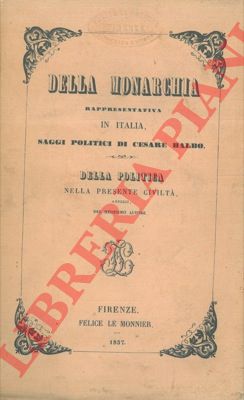 DELLA MONARCHIA
RAPPRESENTATIVA
IN ITALIA,
SAGGI POLITICI DI CESARE BALBO.
DELLA POLITICA
NELLA PRESENTE CIVILTÀ,
ABBOZZI,
DEL MEDESIMO AUTORE.
FIRENZE.
FELICE LE MONNIER.
1857.
LIBRERIA PIANI